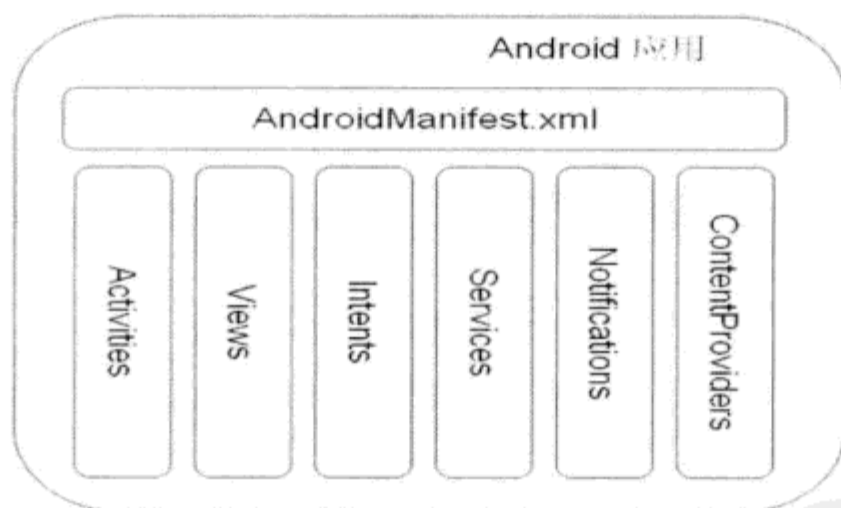 Android 应用
AndroidManifest.xml
Activities
Views
Intents
Services
Notifications
ContentProviders